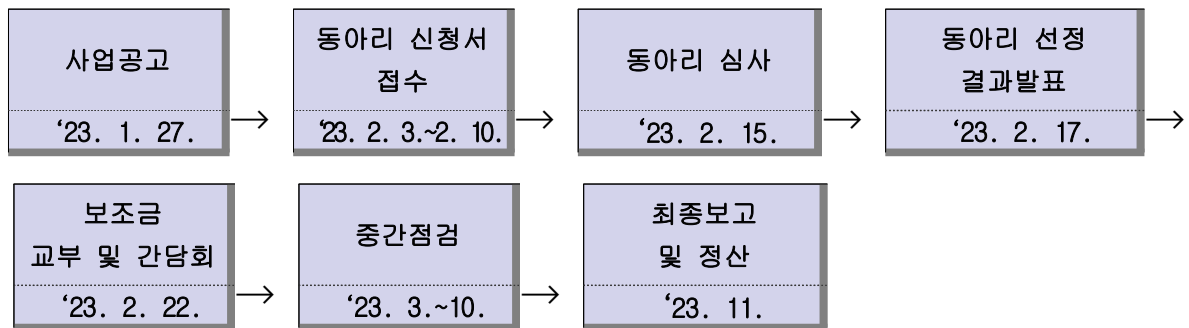 사업공고
‘23. 1. 27.
→
동아리 신청서
접수
‘23. 2. 3.~2. 10.
→
동아리 심사
‘23. 2. 15.
→
동아리 선정
결과발표
‘23. 2. 17.
→
보조금
교부 및 간담회
‘23. 2. 22.
→
중간점검
‘23. 3.~10.
→
최종보고
및 정산
‘23. 11.